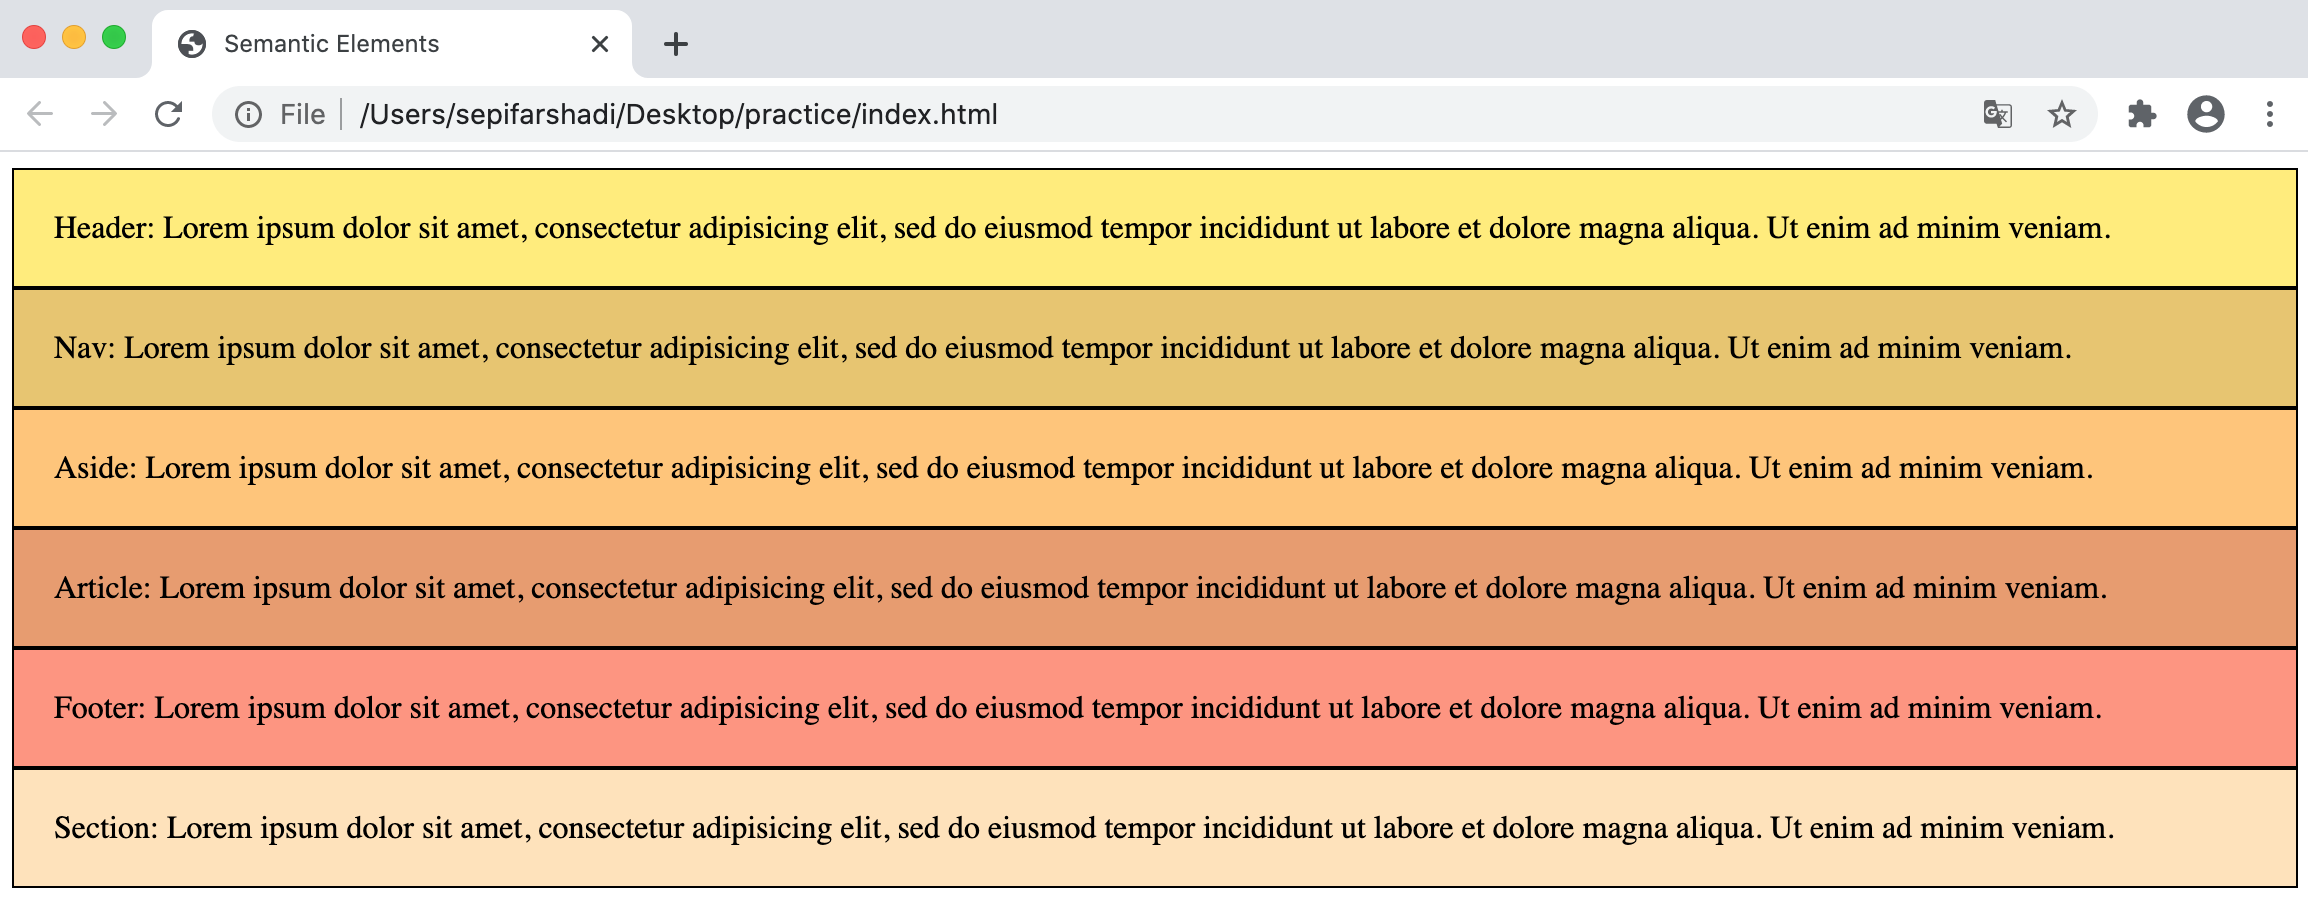 Semantic Elements
File /Users/sepifarshadi/Desktop/practice/index.html
Header: Lorem ipsum dolor sit amet, consectetur adipisicing elit, sed do eiusmod tempor incididunt ut labore et dolore magna aliqua. Ut enim ad minim veniam.
Nav: Lorem ipsum dolor sit amet, consectetur adipisicing elit, sed do eiusmod tempor incididunt ut labore et dolore magna aliqua. Ut enim ad minim veniam.
Aside: Lorem ipsum dolor sit amet, consectetur adipisicing elit, sed do eiusmod tempor incididunt ut labore et dolore magna aliqua. Ut enim ad minim veniam.
Article: Lorem ipsum dolor sit amet, consectetur adipisicing elit, sed do eiusmod tempor incididunt ut labore et dolore magna aliqua. Ut enim ad minim veniam.
Footer: Lorem ipsum dolor sit amet, consectetur adipisicing elit, sed do eiusmod tempor incididunt ut labore et dolore magna aliqua. Ut enim ad minim veniam.
Section: Lorem ipsum dolor sit amet, consectetur adipisicing elit, sed do eiusmod tempor incididunt ut labore et dolore magna aliqua. Ut enim ad minim veniam.